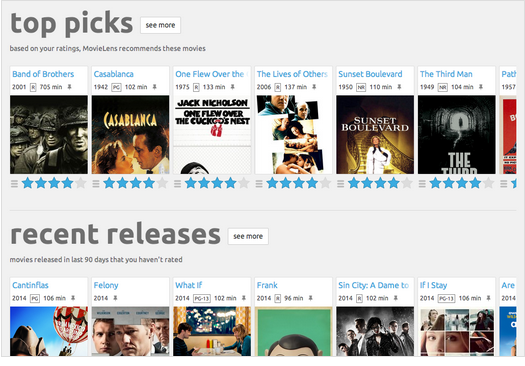 top picks see more
based on your ratings, MovieLens recommends these movies
Band of Brothers Casablanca One Flew Over the The Lives of Others Sunset Boulevard The Third Man Path
2001 R 705 min 1942 PG 102 min 1975 R 133 min 2006 R 137 min 1950 NR 110 min 1949 NR 104 min 1957
CASABLANCA
JACK NICHOLSON
ONE FLEW OVER
THE CUCKOO'S NEST
SUNSET
BOULEVARD
THE
THIRD
recent releases see more
movies released in last 90 days that you haven't rated
Cantinflas Felony What If Frank Sin City: A Dame to If I Stay Are
2014 PG 106 min 2014 2014 PG-13 102 min 2014 R 96 min 2014 R 102 min 2014 PG-13 106 min 2014